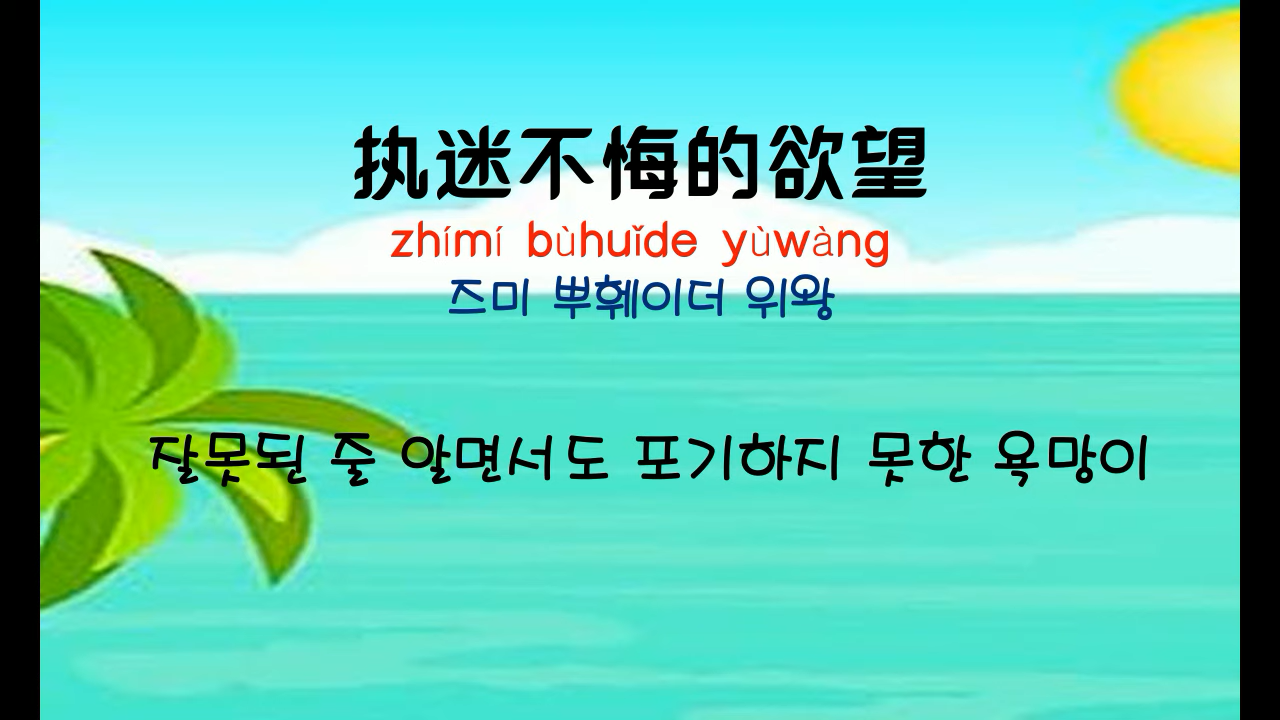 执迷不悔的欲望
zhímí bùhuǐde yùwàng
즈미 뿌훼이더 위왕
잘못된 줄 알면서도 포기하지 못한 욕망이